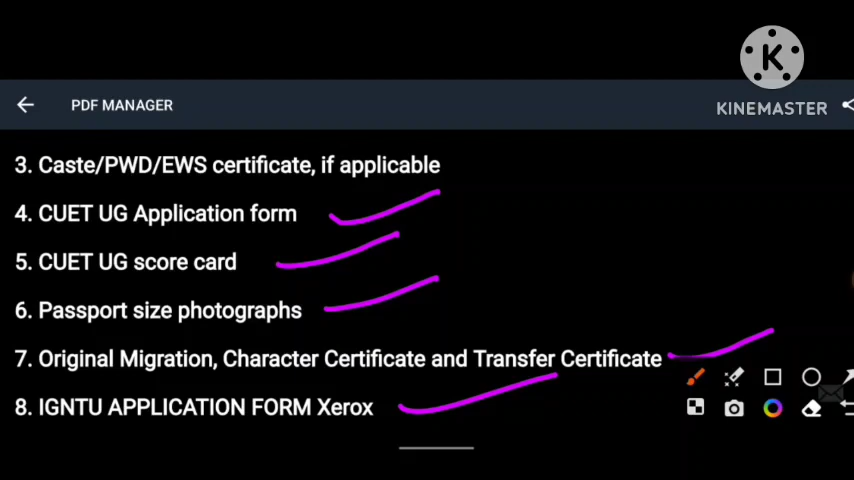 KINEMASTER
PDF MANAGER
3. Caste/PWD/EWS certificate, if applicable
4. CUET UG Application form
5. CUET UG score card
6. Passport size photographs
7. Original Migration, Character Certificate and Transfer Certificate
8. IGNTU APPLICATION FORM Xerox